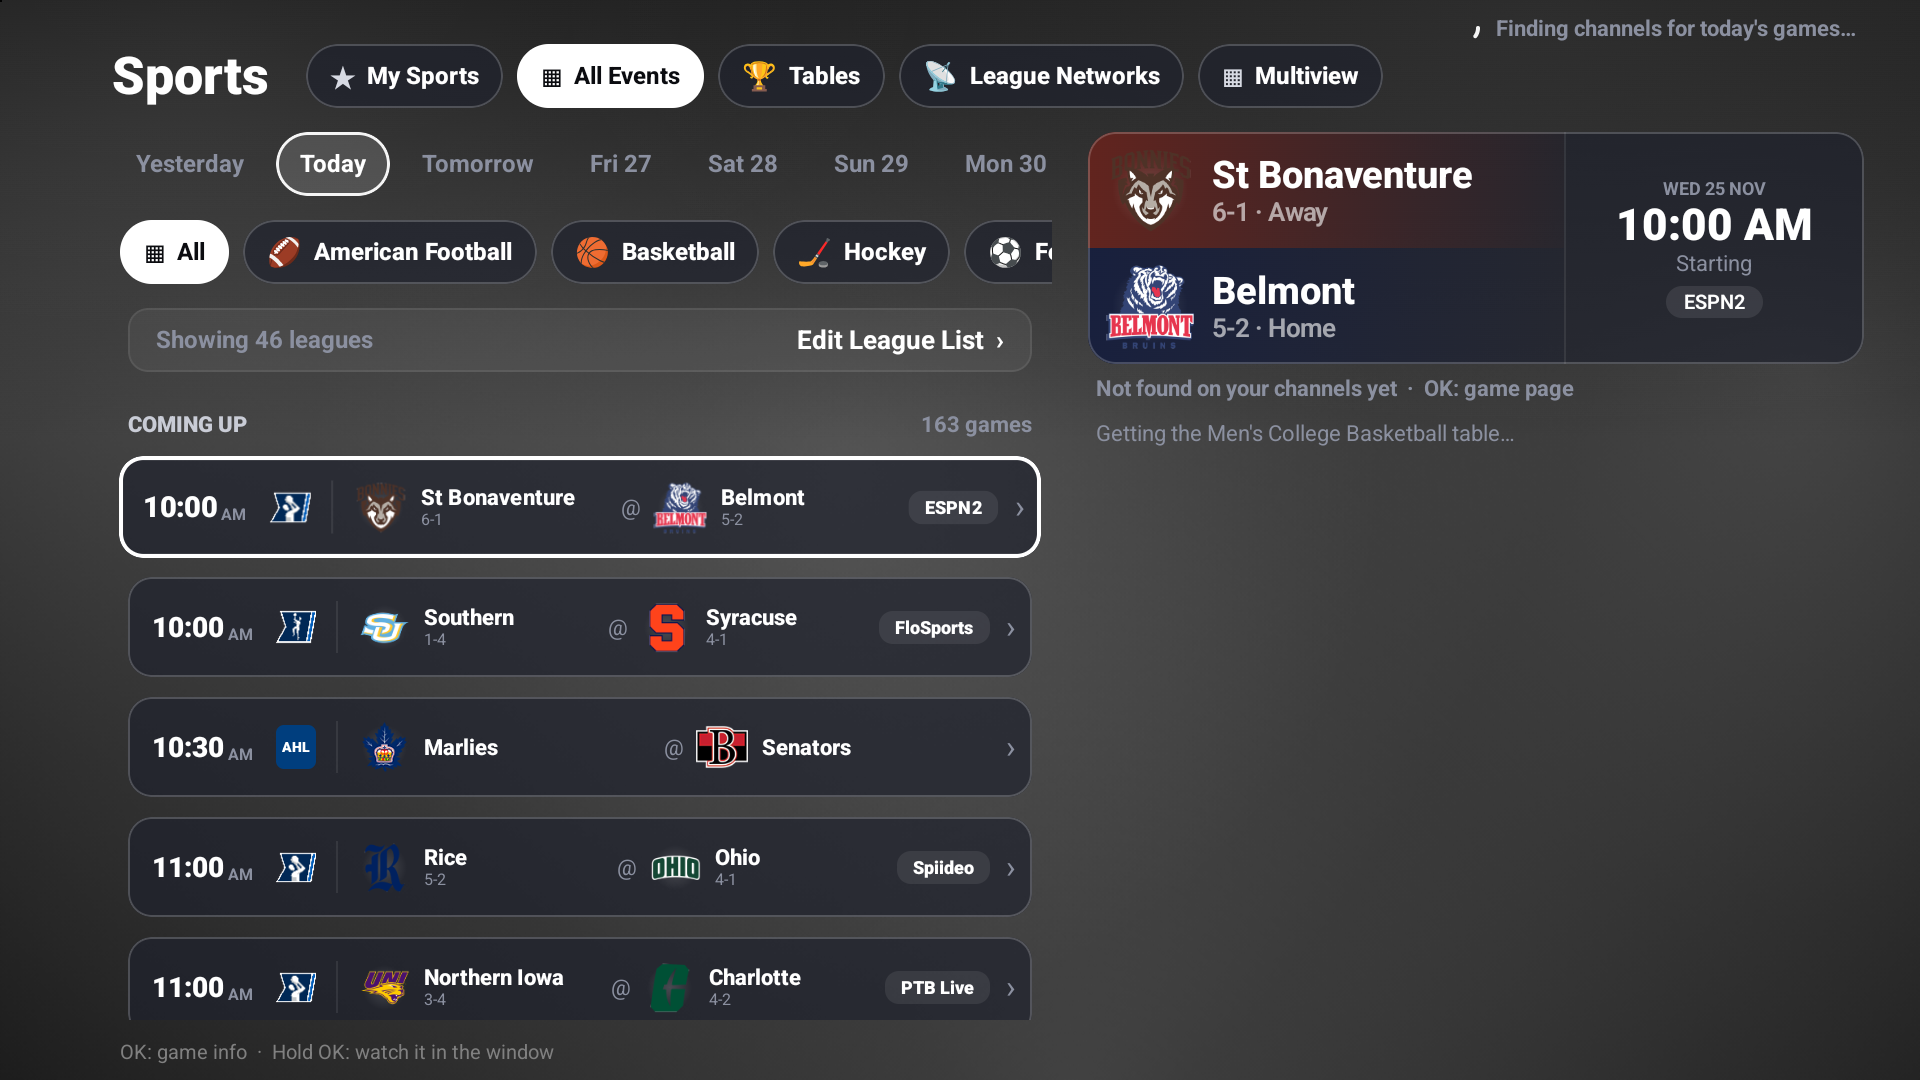 Finding channels for today's games...
Sports
My Sports
All Events
Tables
League Networks
Multiview
Yesterday
Today
Tomorrow
Fri 27
Sat 28
Sun 29
Mon 30
All
American Football
Basketball
Hockey
Showing 46 leagues
Edit League List ›
COMING UP
163 games
10:00 AM
St Bonaventure
6-1
@
BELMONT
Belmont
5-2
ESPN2 ›
10:00 AM
Southern
1-4
@
Syracuse
4-1
FloSports ›
10:30 AM
AHL
Marlies
@
Senators
›
11:00 AM
Rice
5-2
@
OHIO
Ohio
4-1
Spiideo ›
11:00 AM
UNI
Northern Iowa
3-4
@
Charlotte
4-2
PTB Live ›
OK: game info · Hold OK: watch it in the window
BONNIES
St Bonaventure
6-1 · Away
BELMONT
BRUINS
Belmont
5-2 · Home
WED 25 NOV
10:00 AM
Starting
ESPN2
Not found on your channels yet · OK: game page
Getting the Men's College Basketball table...